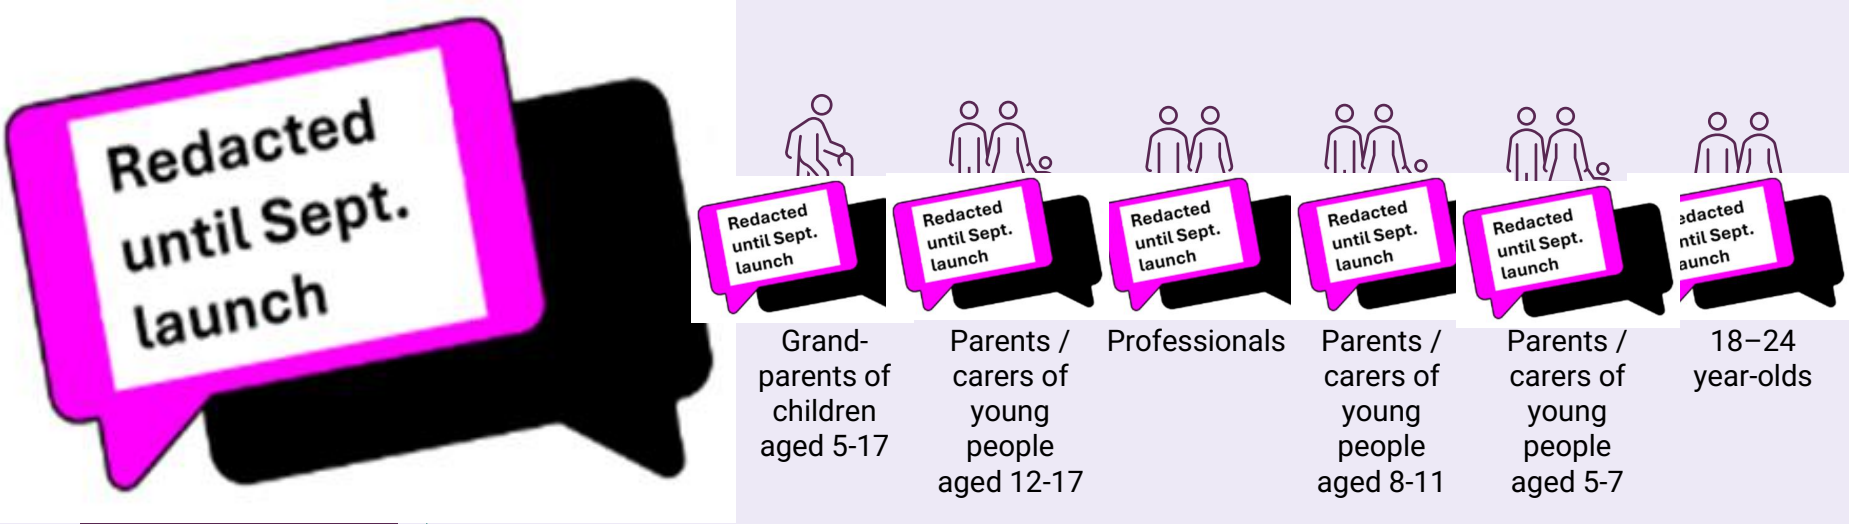 Redacted
until Sept.
launch
Redacted
until Sept.
launch
Grand-
parents of
children
aged 5-17
Redacted
until Sept.
launch
Parents /
carers of
young
people
aged 12-17
Redacted
until Sept.
launch
Professionals
Redacted
until Sept.
launch
Parents /
carers of
young
people
aged 8-11
Redacted
until Sept.
launch
Parents /
carers of
young
people
aged 5-7
edacted
ntil Sept.
aunch
18–24
year-olds